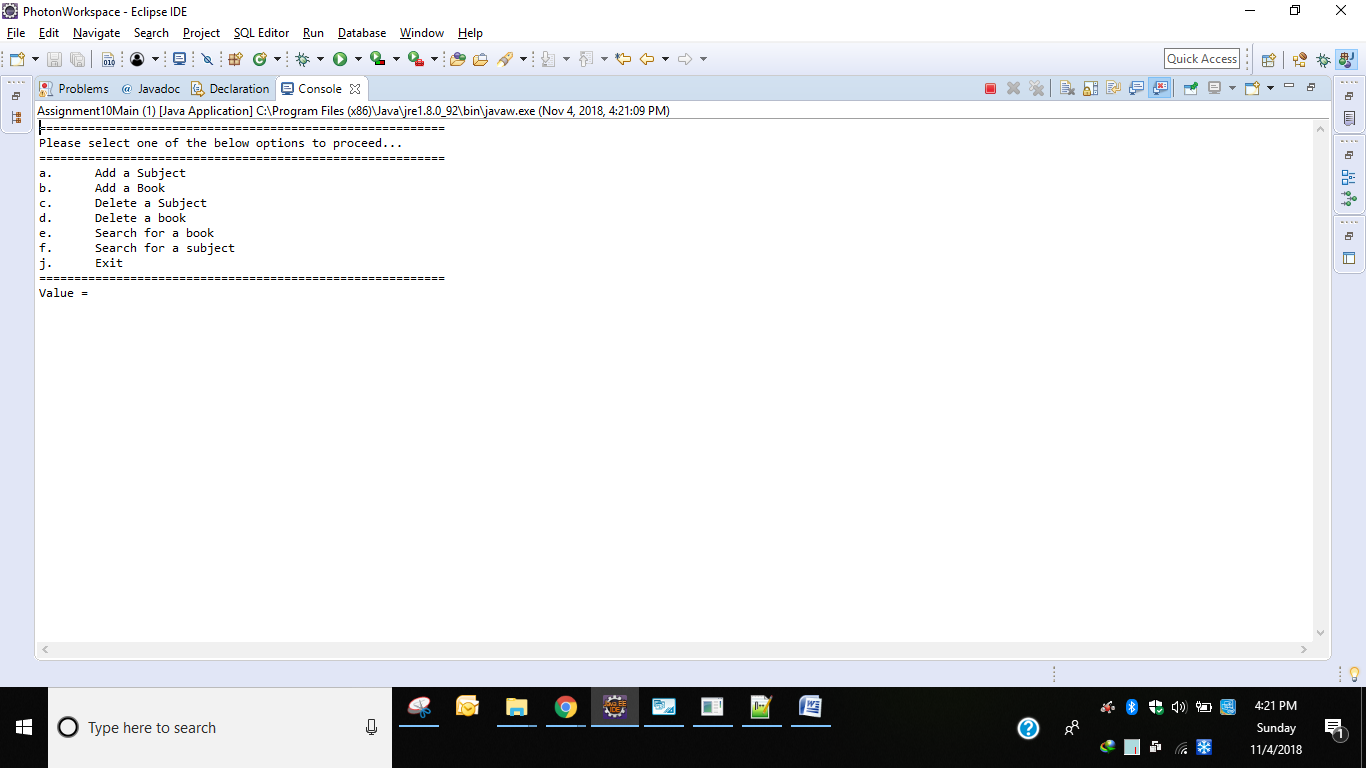 PhotonWorkspace - Eclipse IDE
File Edit Navigate Search Project SQL Editor Run Database Window Help
Quick Access
Problems @ Javadoc Declaration Console
Assignment10Main (1) [Java Application] C:\Program Files (x86)\Java\jre1.8.0_92\bin\javaw.exe (Nov 4, 2018, 4:21:09 PM)
==========================================================
Please select one of the below options to proceed...
==========================================================
a. Add a Subject
b. Add a Book
c. Delete a Subject
d. Delete a book
e. Search for a book
f. Search for a subject
j. Exit
==========================================================
Value =
Type here to search
4:21 PM
Sunday
11/4/2018
1